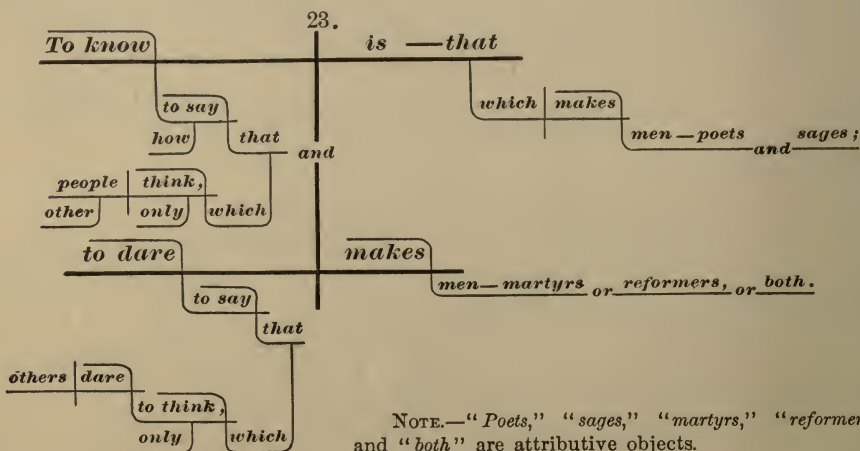 23.
To know is —that
to say which makes
how that and men—poets and sages;
people think,
other only which
to dare makes
to say men—martyrs or reformers, or both.
that
others dare
to think,
only which
NOTE.—"Poets," "sages," "martyrs," "reformer
and "both" are attributive objects.